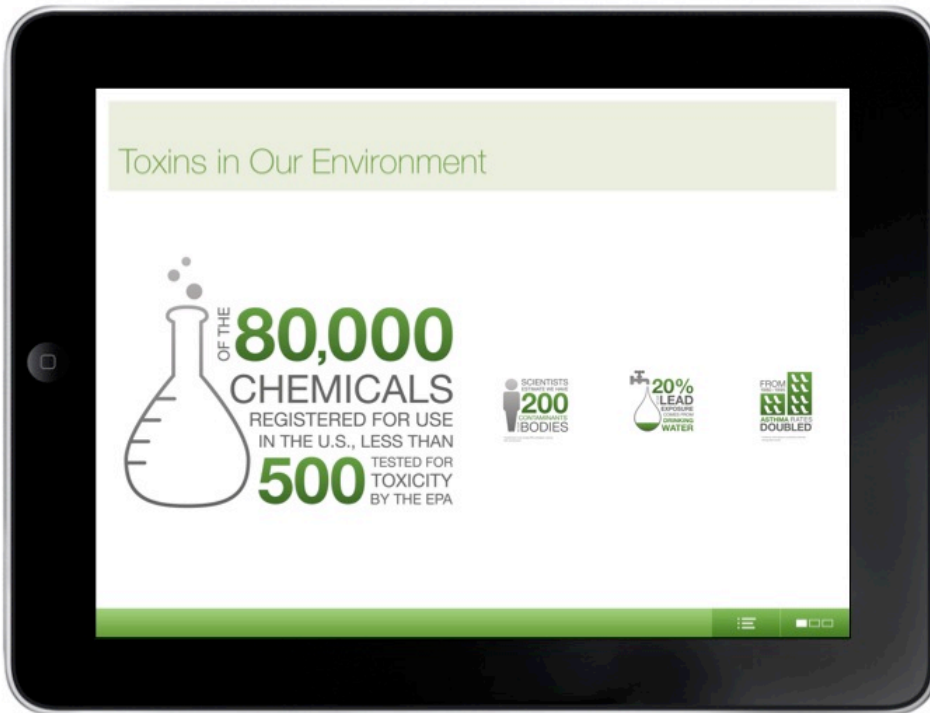 Toxins in Our Environment
OF THE
80,000
CHEMICALS
REGISTERED FOR USE
IN THE U.S., LESS THAN
500 TESTED FOR
TOXICITY
BY THE EPA
SCIENTISTS
ESTIMATE WE HAVE
200
CONTAMINANTS
BODIES
20%
LEAD
EXPOSURE
COMES FROM
DRINKING
WATER
FROM
ASTHMA RATES
DOUBLED